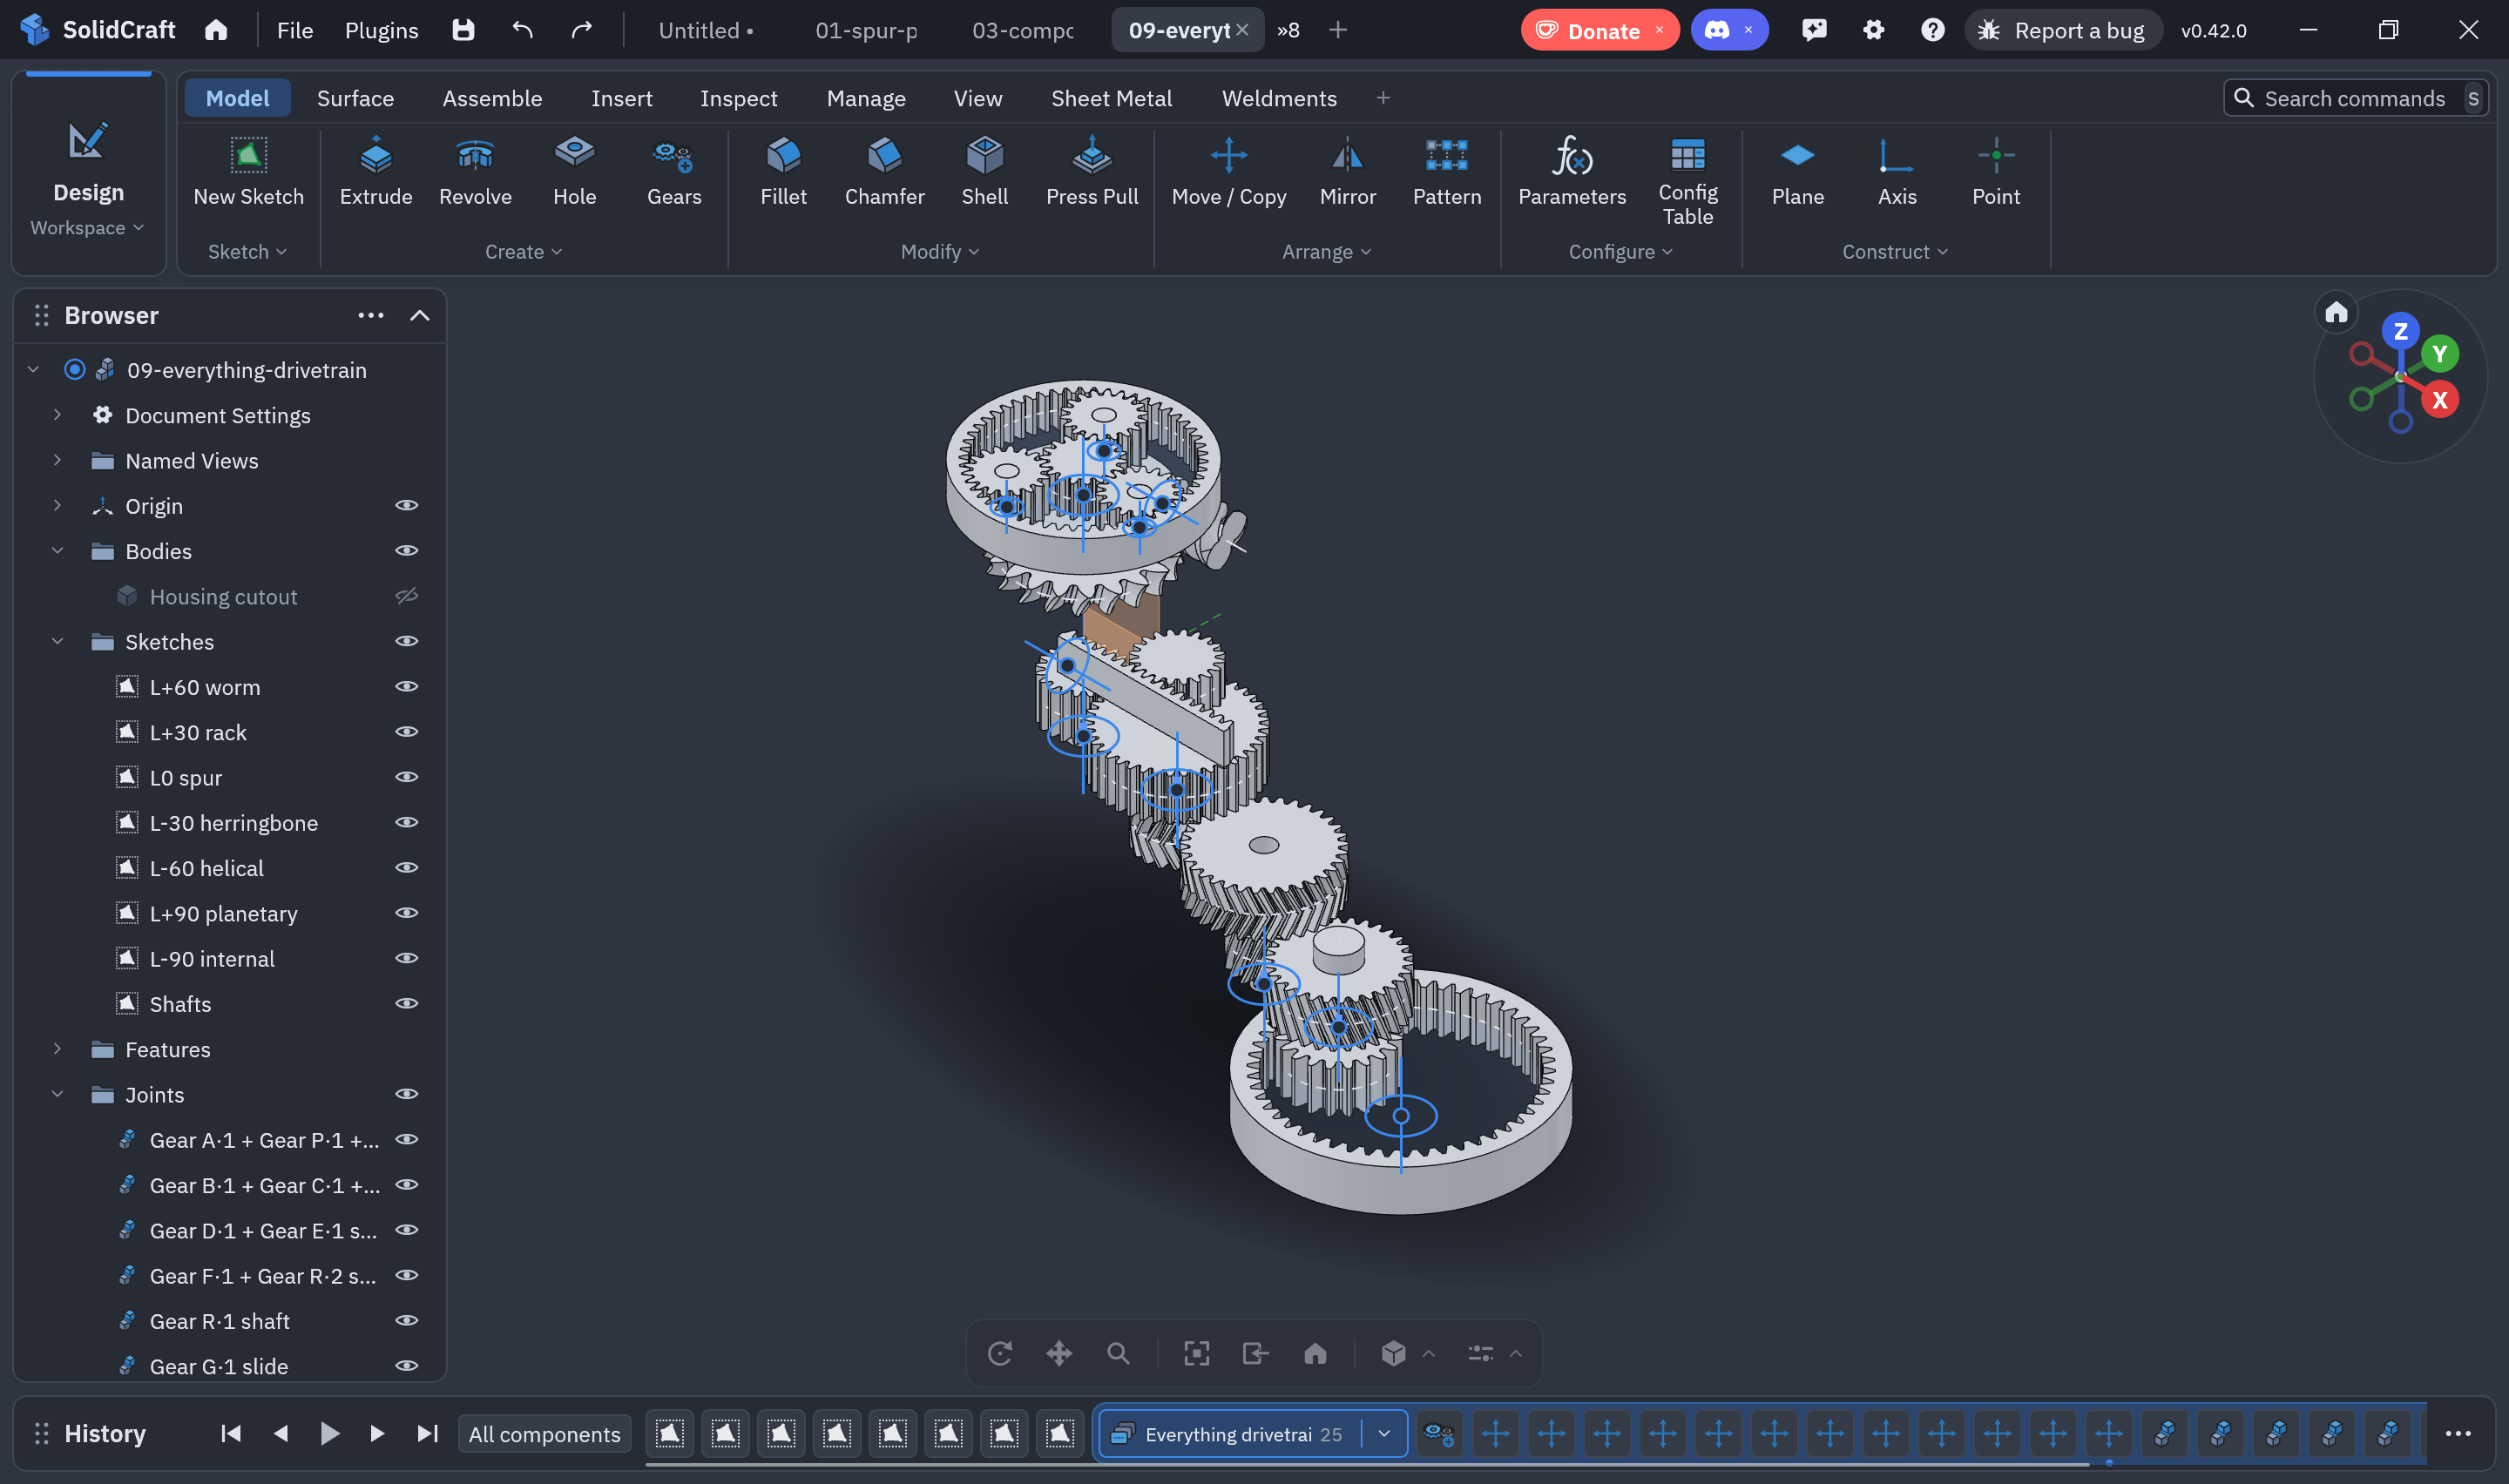 SolidCraft
File
Plugins
Untitled •
01-spur-p
03-compo
09-everyt
»8
Donate
Report a bug
v0.42.0
Design
Workspace
Model
Surface
Assemble
Insert
Inspect
Manage
View
Sheet Metal
Weldments
Search commands
S
New Sketch
Extrude
Revolve
Hole
Gears
Fillet
Chamfer
Shell
Press Pull
Move / Copy
Mirror
Pattern
Parameters
Config
Table
Plane
Axis
Point
Sketch
Create
Modify
Arrange
Configure
Construct
Browser
09-everything-drivetrain
Document Settings
Named Views
Origin
Bodies
Housing cutout
Sketches
L+60 worm
L+30 rack
L0 spur
L-30 herringbone
L-60 helical
L+90 planetary
L-90 internal
Shafts
Features
Joints
Gear A·1 + Gear P·1 +...
Gear B·1 + Gear C·1 +...
Gear D·1 + Gear E·1 s...
Gear F·1 + Gear R·2 s...
Gear R·1 shaft
Gear G·1 slide
Z
Y
X
History
All components
Everything drivetrai 25